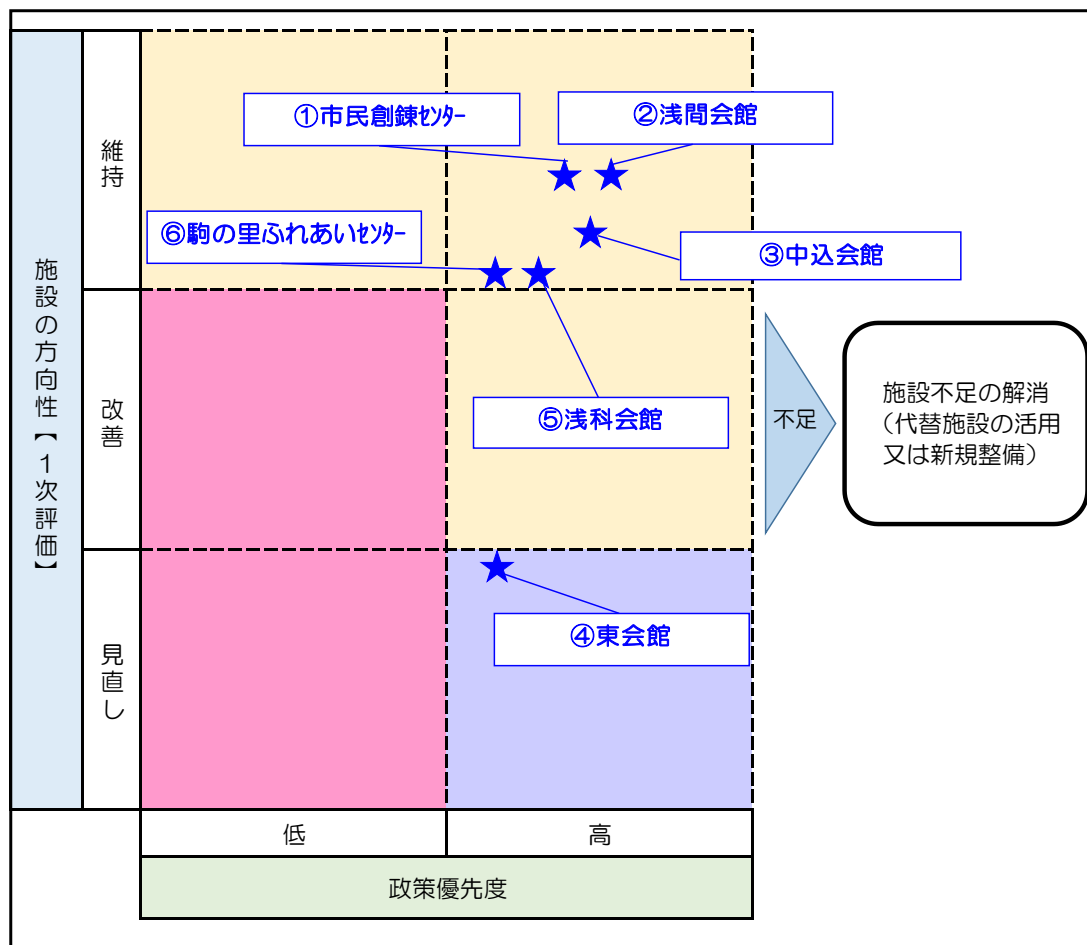 施設の方向性【1次評価】
維持
改善
見直し
①市民創錬ｾﾝﾀｰ
②浅間会館
⑥駒の里ふれあいｾﾝﾀｰ
③中込会館
⑤浅科会館
④東会館
不足
施設不足の解消
（代替施設の活用
又は新規整備）
低
高
政策優先度